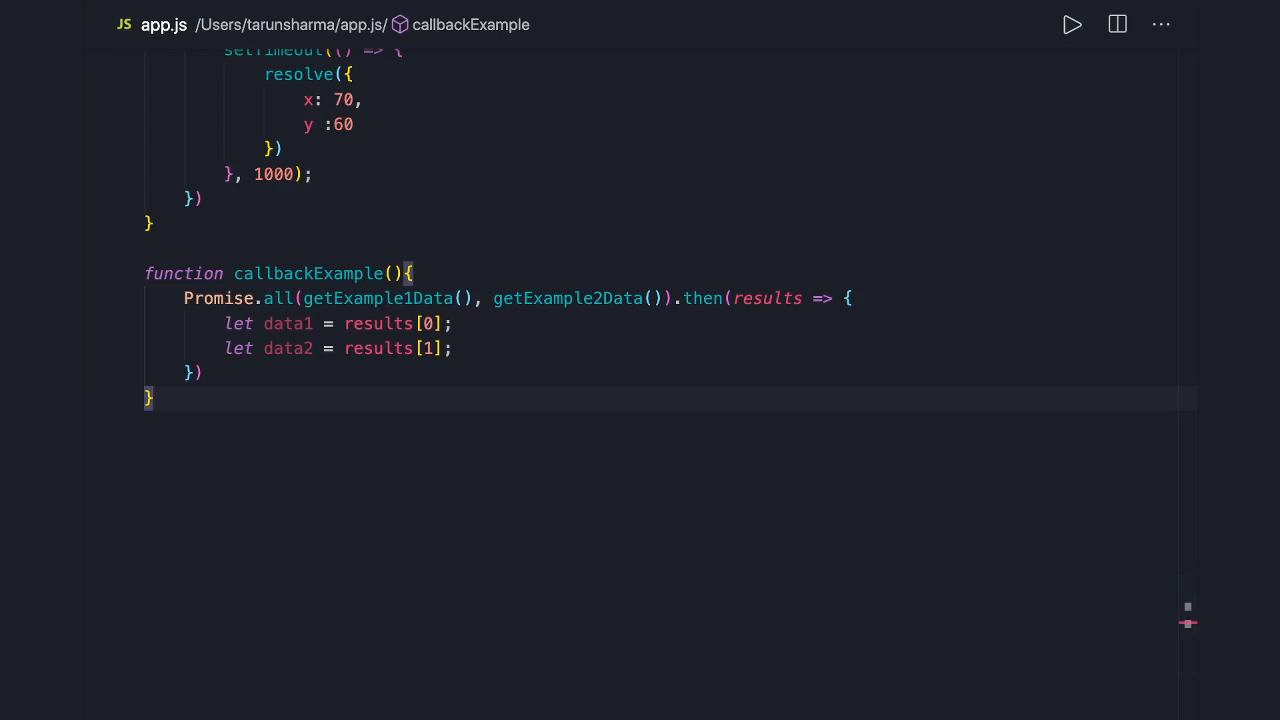 JS app.js /Users/tarunsharma/app.js/ callbackExample
setTimeout(() => {
resolve({
x: 70,
y :60
})
}, 1000);
})
}
function callbackExample(){
Promise.all(getExample1Data(), getExample2Data()).then(results => {
let data1 = results[0];
let data2 = results[1];
})
}